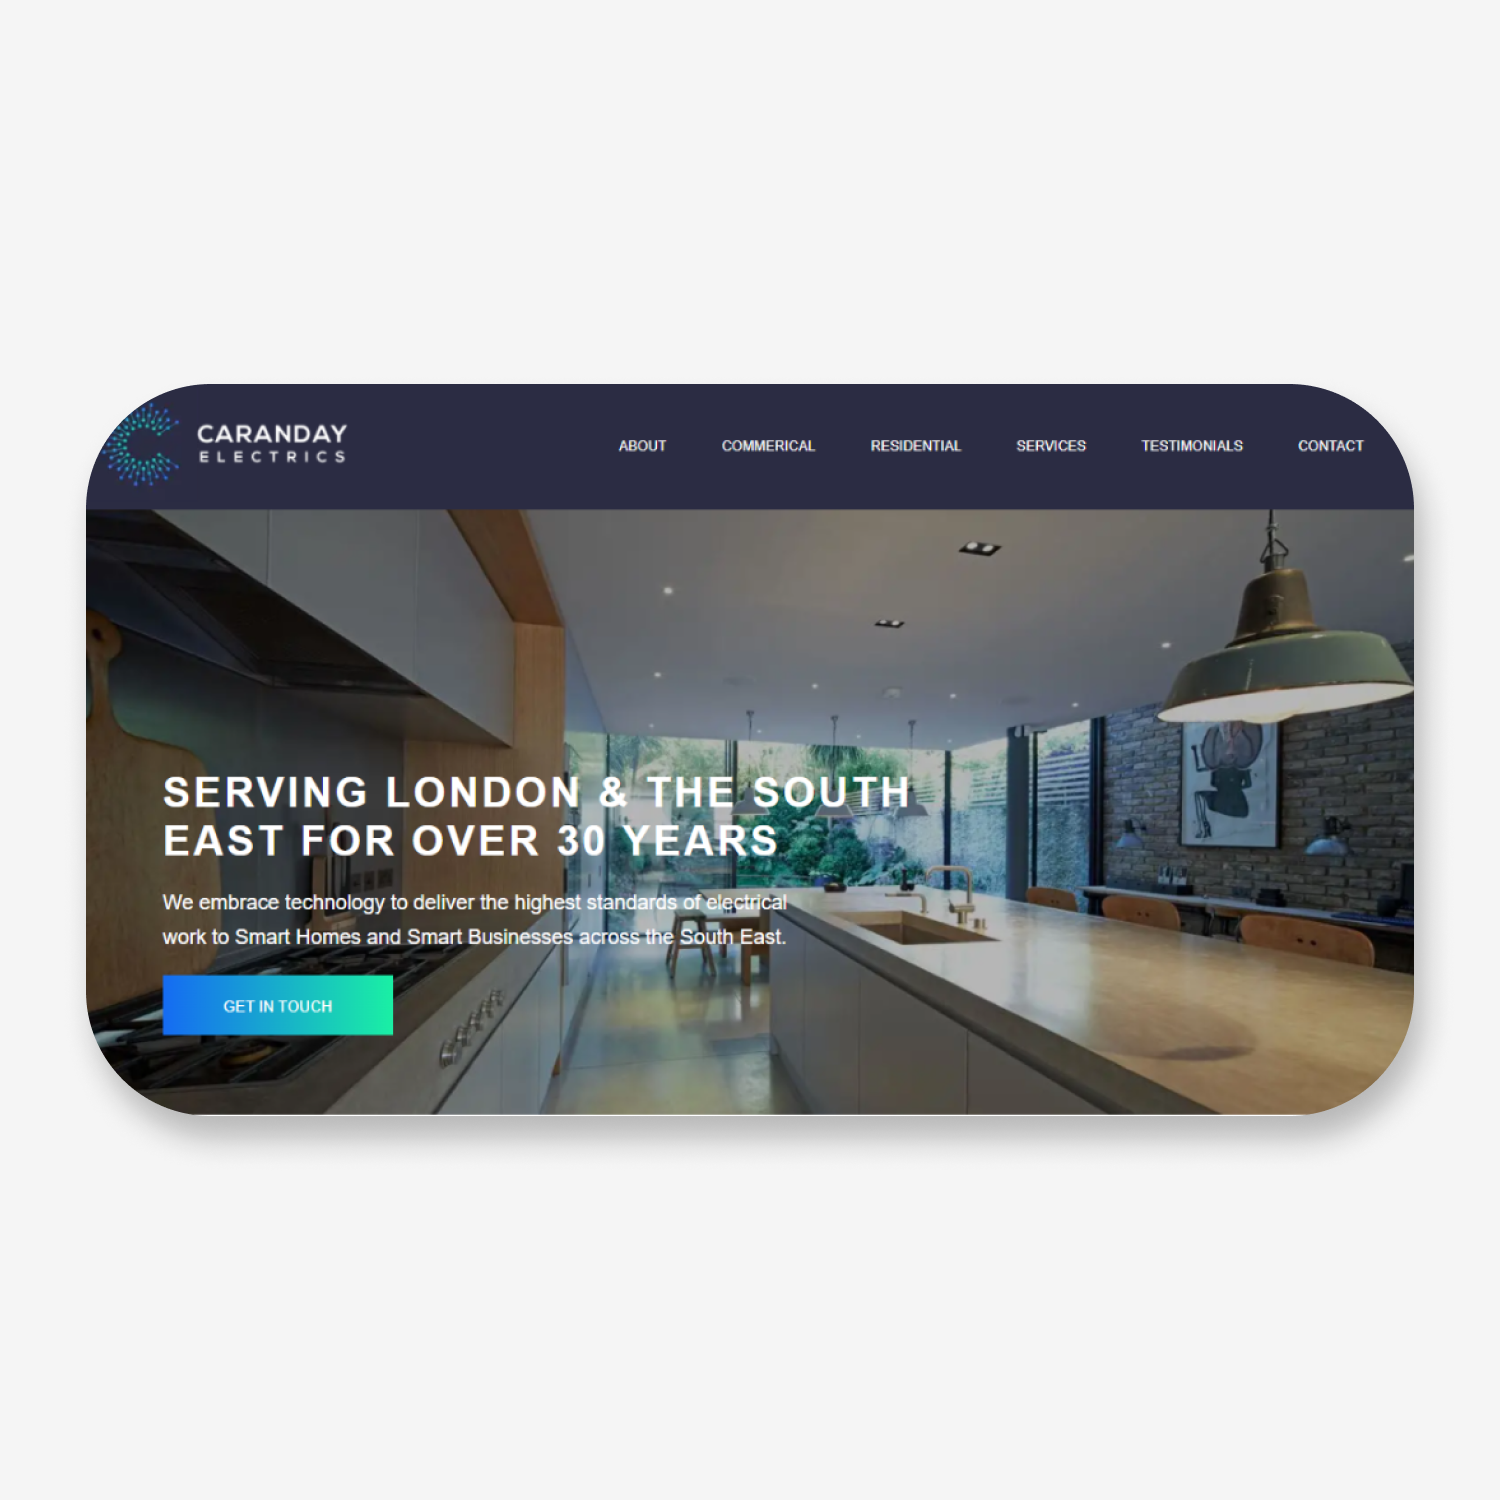 CARANDAY
ELECTRICS
ABOUT COMMERICAL RESIDENTIAL SERVICES TESTIMONIALS CONTACT
SERVING LONDON & THE SOUTH
EAST FOR OVER 30 YEARS
We embrace technology to deliver the highest standards of electrical
work to Smart Homes and Smart Businesses across the South East.
GET IN TOUCH